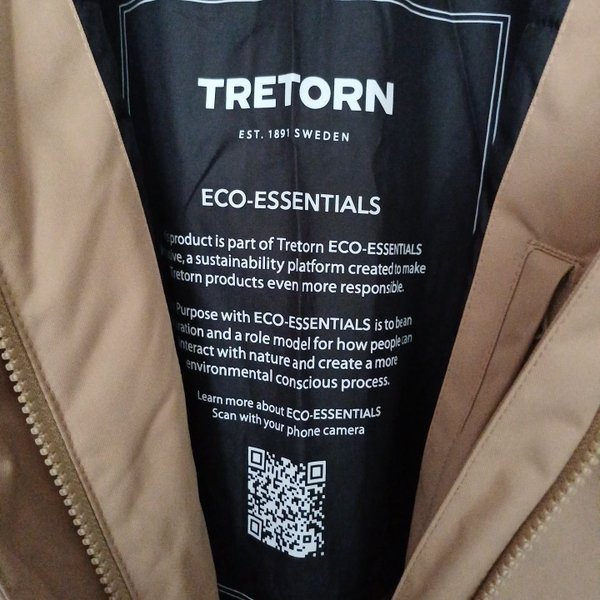 TRETORN
EST. 1891 SWEDEN
ECO-ESSENTIALS
product is part of Tretorn ECO-ESSENTIALS
a sustainability platform created to make
Tretorn products even more responsible.
Purpose with ECO-ESSENTIALS is to be an
and a role model for how people can
interact with nature and create a more
environmental conscious process.
Learn more about ECO-ESSENTIALS
Scan with your phone camera